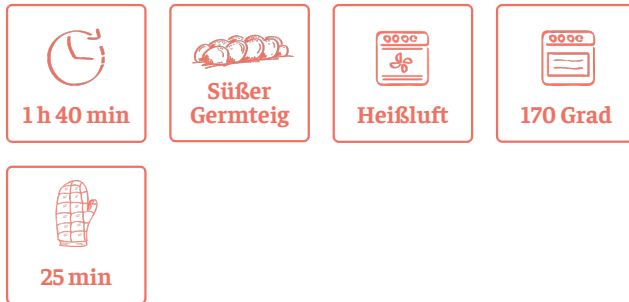 1 h 40 min
Süßer
Germteig
Heißluft
170 Grad
25 min